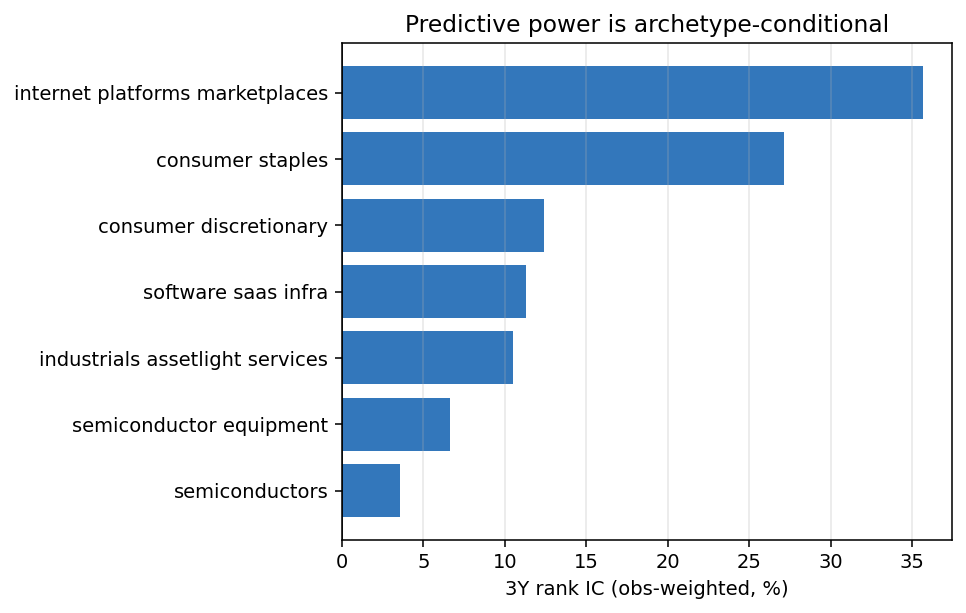 Predictive power is archetype-conditional
internet platforms marketplaces
consumer staples
consumer discretionary
software saas infra
industrials assetlight services
semiconductor equipment
semiconductors
0 5 10 15 20 25 30 35
3Y rank IC (obs-weighted, %)